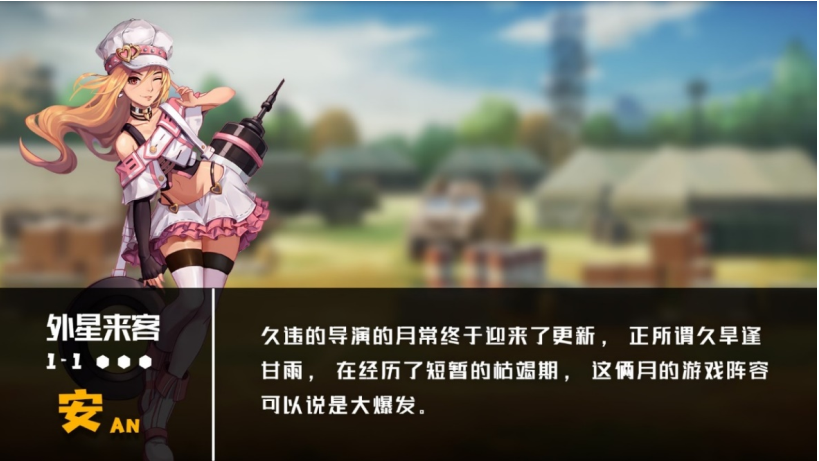 外星来客
1-1
安 AN
久违的导演的月常终于迎来了更新，正所谓久旱逢
甘雨，在经历了短暂的枯竭期，这俩月的游戏阵容
可以说是大爆发。